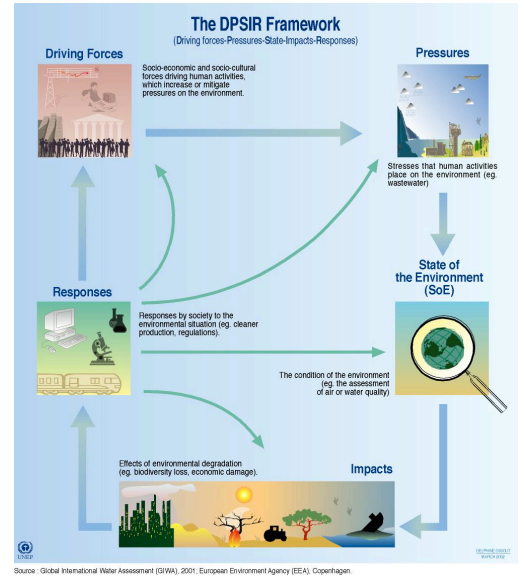 The DPSIR Framework
(Driving forces-Pressures-State-Impacts-Responses)
Driving Forces
Socio-economic and socio-cultural
forces driving human activities,
which increase or mitigate
pressures on the environment.
Pressures
Stresses that human activities
place on the environment (eg.
wastewater)
State of
the Environment
(SoE)
Responses
Responses by society to the
environmental situation (eg. cleaner
production, regulations).
The condition of the environment
(eg. the assessment
of air or water quality)
Effects of environmental degradation
(eg. biodiversity loss, economic damage).
Impacts
UNEP
MARCH 2002
Source : Global International Water Assessment (GIWA), 2001; European Environment Agency (EEA), Copenhagen.